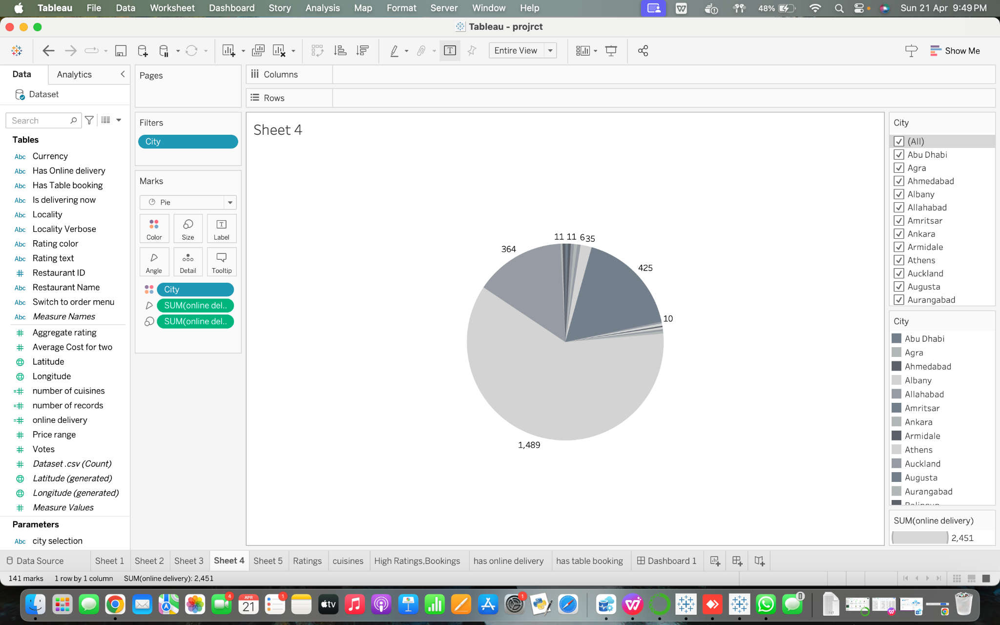 Tableau File Data Worksheet Dashboard Story Analysis Map Format Server Window Help 48% Sun 21 Apr 9:49 PM
Tableau - projrct
Entire View
Show Me
Data Analytics
Dataset
Search
Tables
Abc Currency
Abc Has Online delivery
Abc Has Table booking
Abc Is delivering now
Abc Locality
Abc Locality Verbose
Abc Rating color
Abc Rating text
# Restaurant ID
Abc Restaurant Name
Abc Switch to order menu
Abc Measure Names
# Aggregate rating
# Average Cost for two
Latitude
Longitude
=# number of cuisines
=# number of records
=# online delivery
# Price range
# Votes
# Dataset .csv (Count)
Latitude (generated)
Longitude (generated)
# Measure Values
Parameters
Abc city selection
Pages
Filters
City
Marks
Pie
Color Size Label
Angle Detail Tooltip
City
SUM(online del..
SUM(online del..
Columns
Rows
Sheet 4
11 11 6 35
364
425
10
1,489
City
(All)
Abu Dhabi
Agra
Ahmedabad
Albany
Allahabad
Amritsar
Ankara
Armidale
Athens
Auckland
Augusta
Aurangabad
City
Abu Dhabi
Agra
Ahmedabad
Albany
Allahabad
Amritsar
Ankara
Armidale
Athens
Auckland
Augusta
Aurangabad
SUM(online delivery)
2,451
Data Source Sheet 1 Sheet 2 Sheet 3 Sheet 4 Sheet 5 Ratings cuisines High Ratings,Bookings has online delivery has table booking Dashboard 1
141 marks 1 row by 1 column SUM(online delivery): 2,451
4 APR 21 1 tv 1
TXT